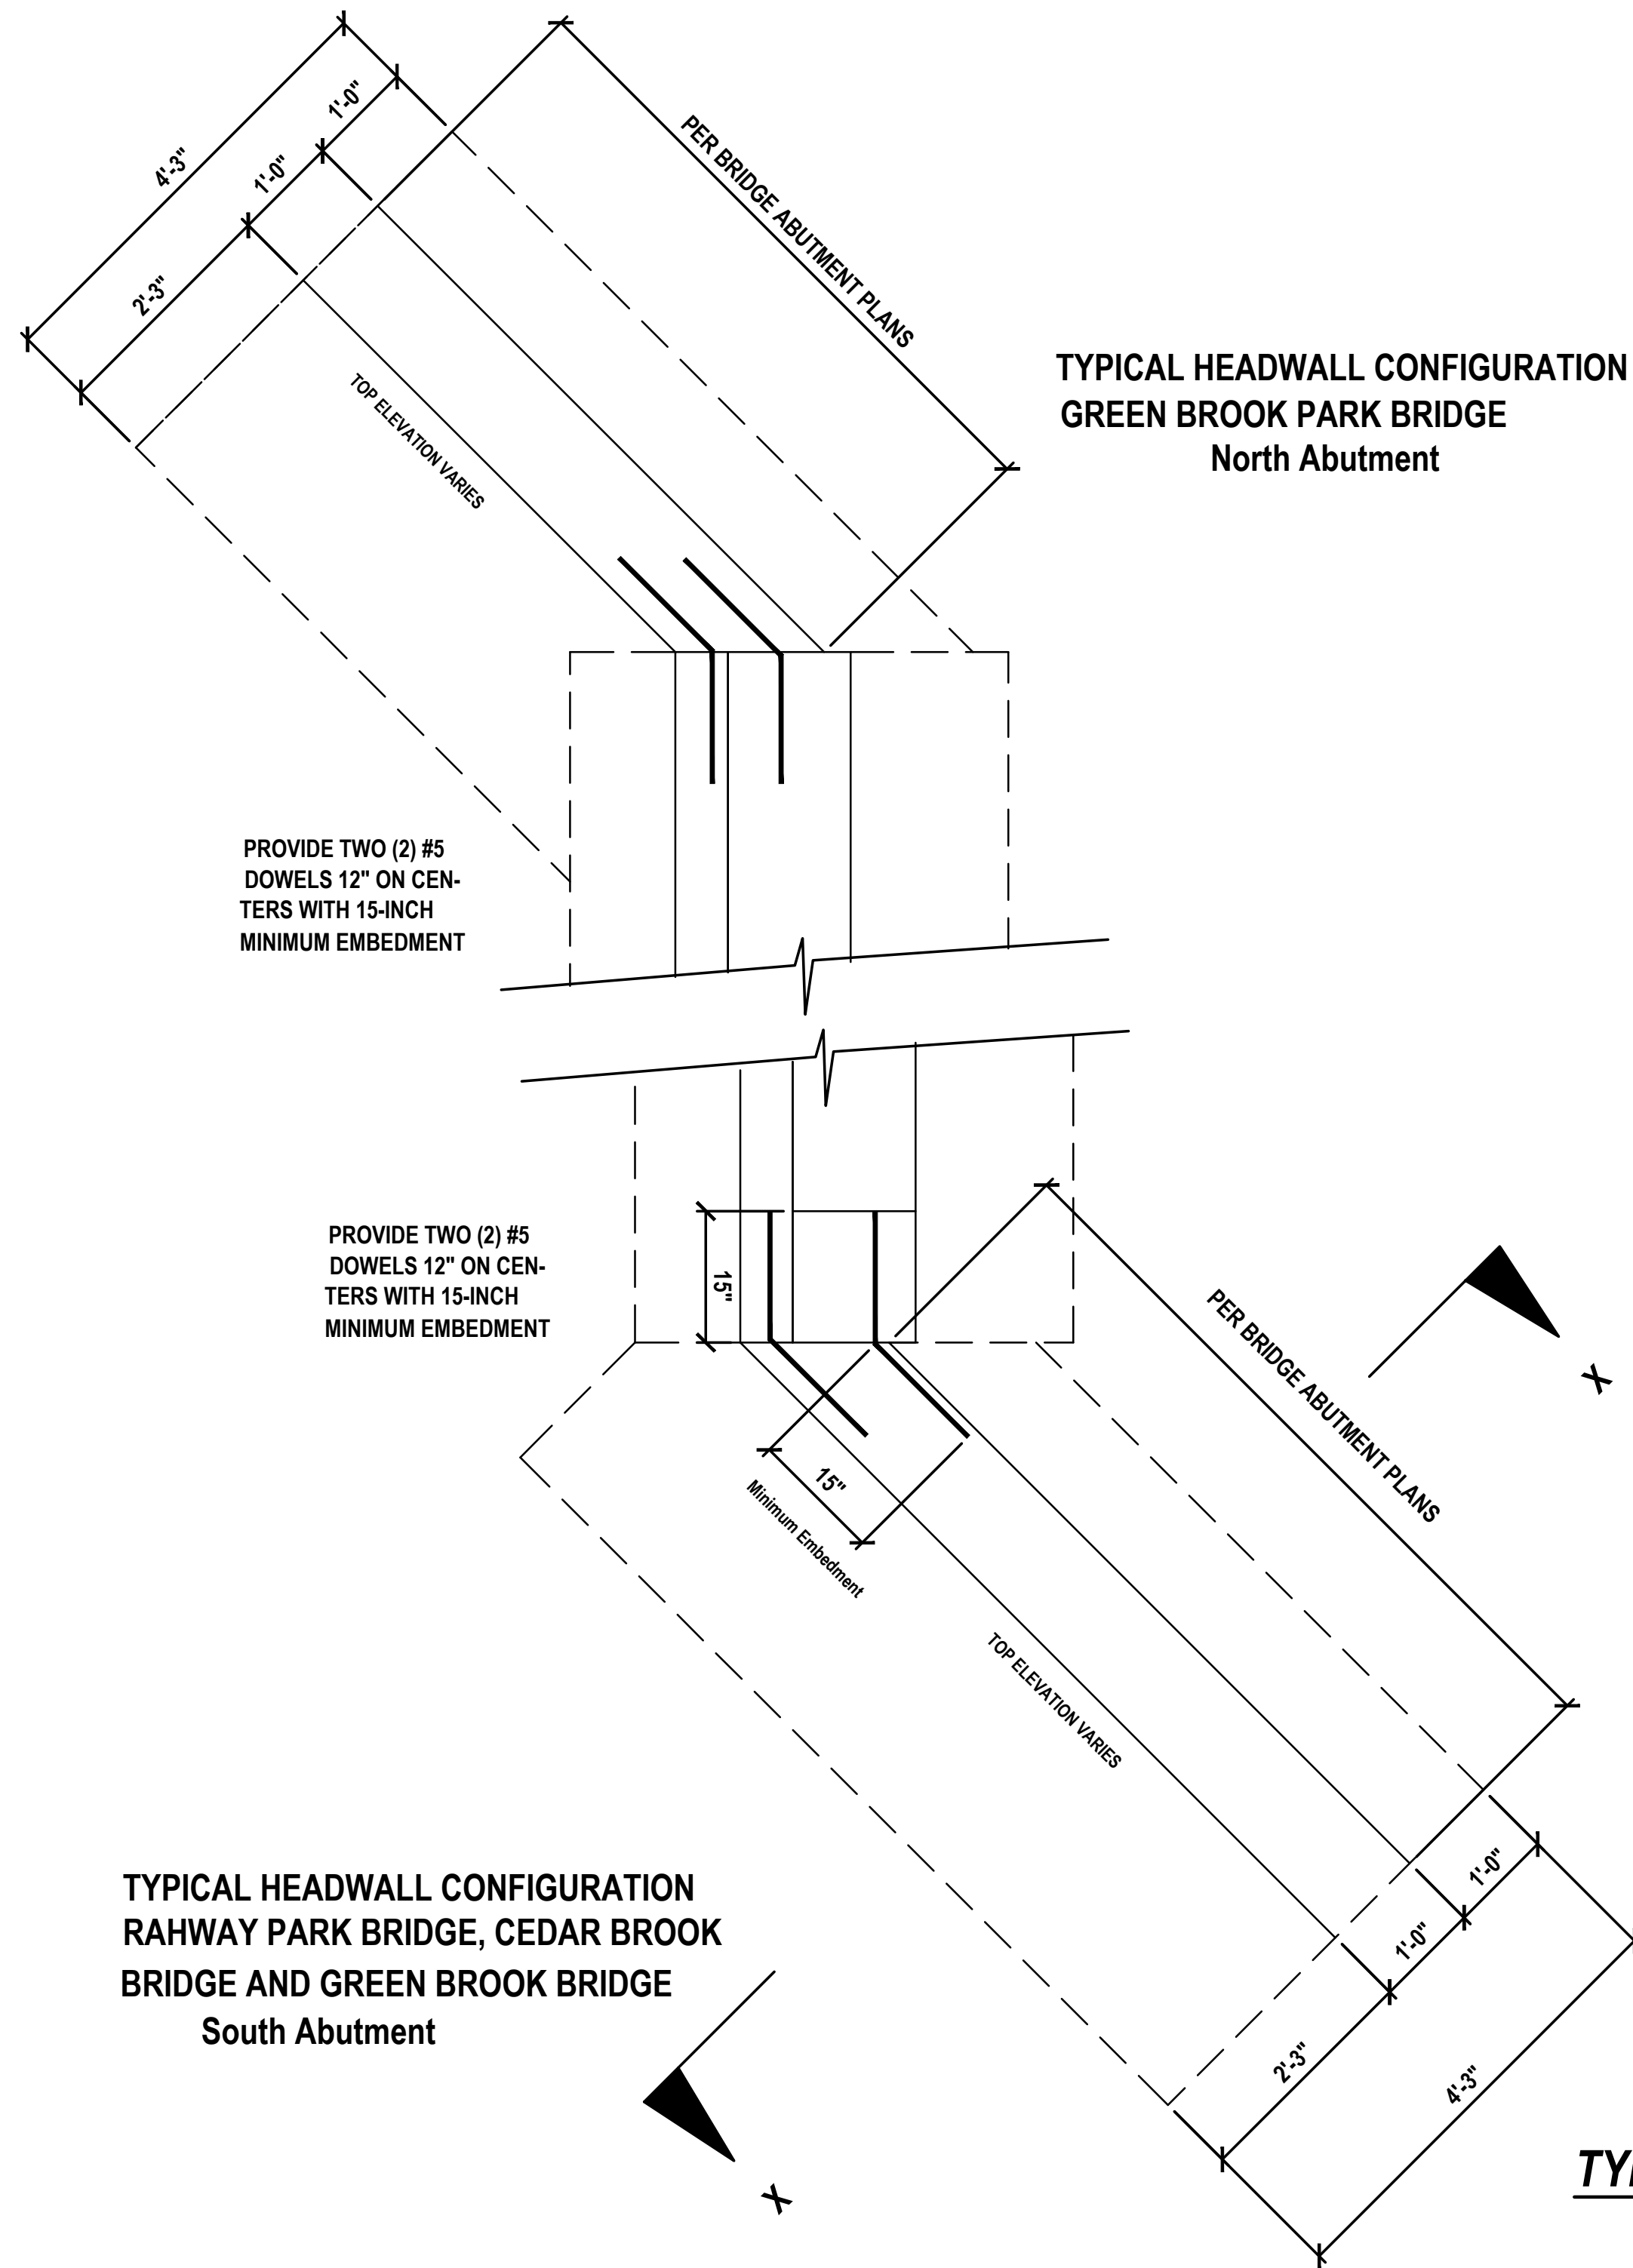 4'-3"
1'-0"
1'-0"
2'-3"
PER BRIDGE ABUTMENT PLANS
TOP ELEVATION VARIES
TYPICAL HEADWALL CONFIGURATION
GREEN BROOK PARK BRIDGE
North Abutment
PROVIDE TWO (2) #5
DOWELS 12" ON CEN-
TERS WITH 15-INCH
MINIMUM EMBEDMENT
PROVIDE TWO (2) #5
DOWELS 12" ON CEN-
TERS WITH 15-INCH
MINIMUM EMBEDMENT
15"
15"
Minimum Embedment
PER BRIDGE ABUTMENT PLANS
X
TOP ELEVATION VARIES
TYPICAL HEADWALL CONFIGURATION
RAHWAY PARK BRIDGE, CEDAR BROOK
BRIDGE AND GREEN BROOK BRIDGE
South Abutment
1'-0"
1'-0"
2'-3"
4'-3"
X